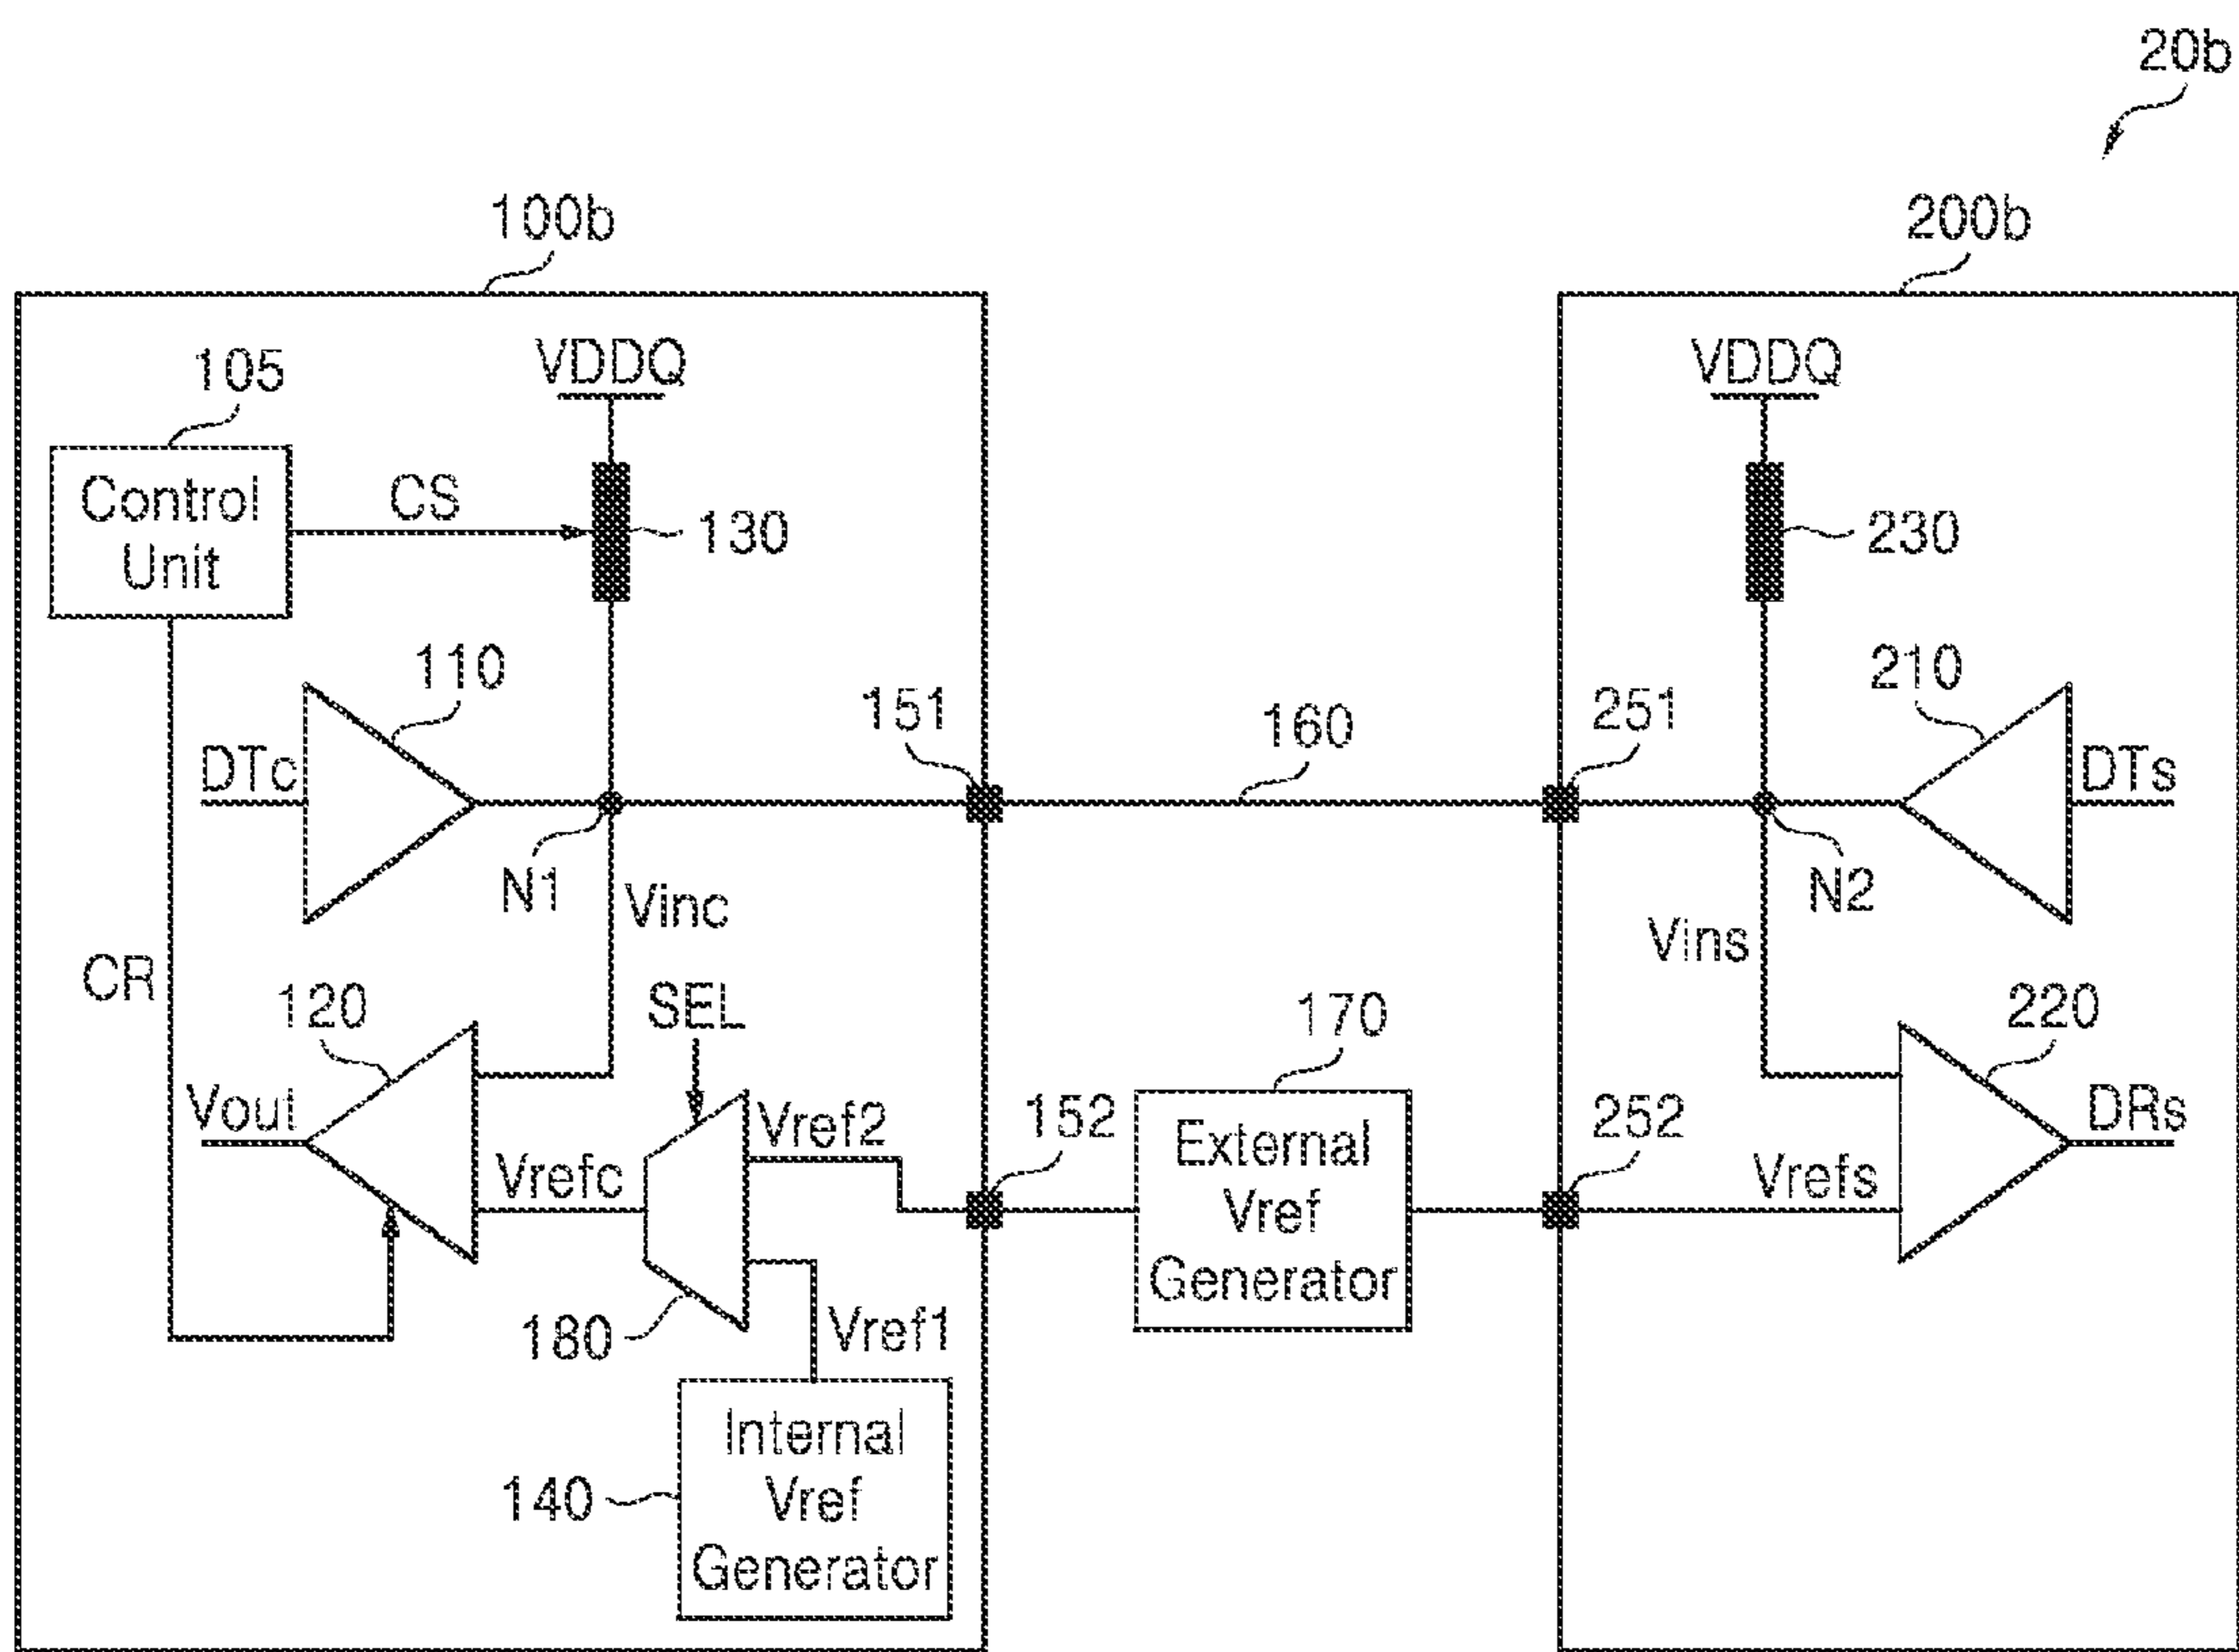 20b
100b
200b
VDDQ
VDDQ
105
Control
Unit
CS
130
230
110
151
160
251
210
DTc
DTs
N1
N2
Vinc
Vins
CR
120
SEL
170
220
Vout
Vref2
152
External
Vref
Generator
252
DRs
Vrefc
Vrefs
180
Vref1
Internal
Vref
Generator
140